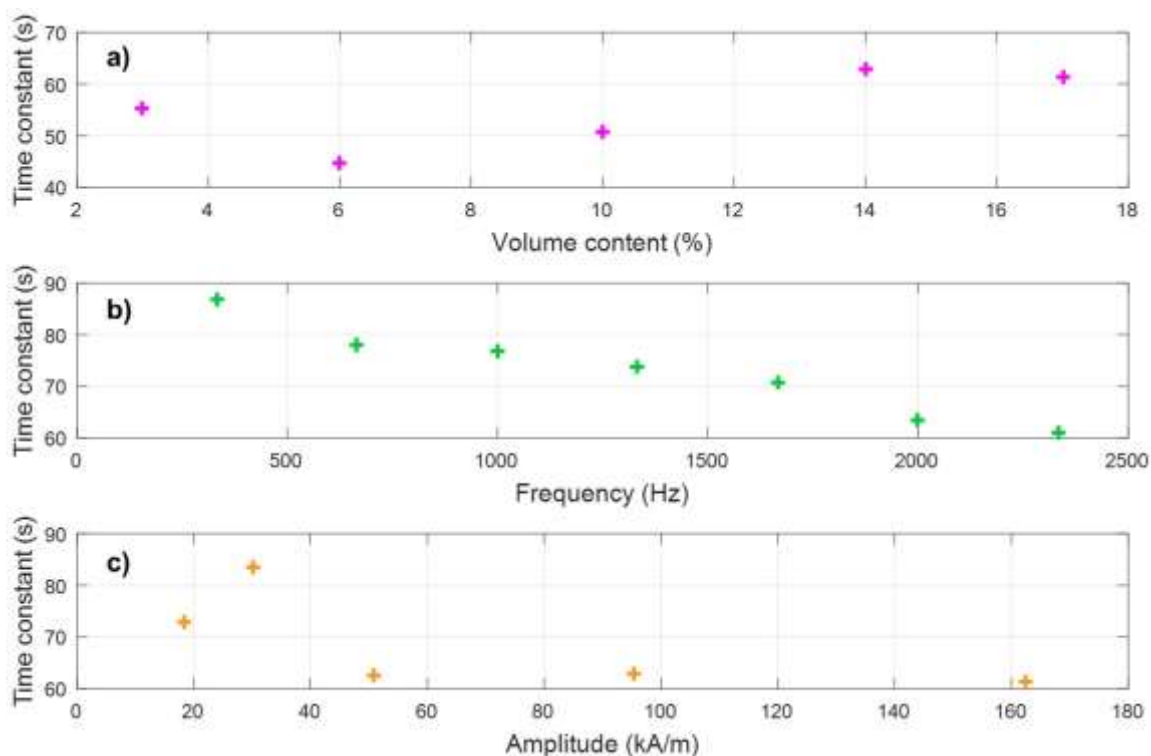 Time constant (s)
70
60
50
40
a)
2 4 6 8 10 12 14 16 18
Volume content (%)
Time constant (s)
90
80
70
60
b)
0 500 1000 1500 2000 2500
Frequency (Hz)
Time constant (s)
90
80
70
60
c)
0 20 40 60 80 100 120 140 160 180
Amplitude (kA/m)